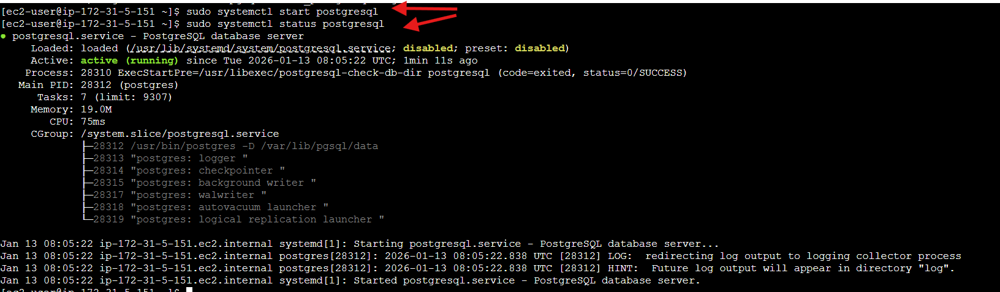 [ec2-user@ip-172-31-5-151 ~]$ sudo systemctl start postgresql
[ec2-user@ip-172-31-5-151 ~]$ sudo systemctl status postgresql
● postgresql.service - PostgreSQL database server
     Loaded: loaded (/usr/lib/systemd/system/postgresql.service; disabled; preset: disabled)
     Active: active (running) since Tue 2026-01-13 08:05:22 UTC; 1min 11s ago
    Process: 28310 ExecStartPre=/usr/libexec/postgresql-check-db-dir postgresql (code=exited, status=0/SUCCESS)
   Main PID: 28312 (postgres)
      Tasks: 7 (limit: 9307)
     Memory: 19.0M
        CPU: 75ms
     CGroup: /system.slice/postgresql.service
             ├─28312 /usr/bin/postgres -D /var/lib/pgsql/data
             ├─28313 "postgres: logger "
             ├─28314 "postgres: checkpointer "
             ├─28315 "postgres: background writer "
             ├─28317 "postgres: walwriter "
             ├─28318 "postgres: autovacuum launcher "
             └─28319 "postgres: logical replication launcher "
Jan 13 08:05:22 ip-172-31-5-151.ec2.internal systemd[1]: Starting postgresql.service - PostgreSQL database server...
Jan 13 08:05:22 ip-172-31-5-151.ec2.internal postgres[28312]: 2026-01-13 08:05:22.838 UTC [28312] LOG:  redirecting log output to logging collector process
Jan 13 08:05:22 ip-172-31-5-151.ec2.internal postgres[28312]: 2026-01-13 08:05:22.838 UTC [28312] HINT:  Future log output will appear in directory "log".
Jan 13 08:05:22 ip-172-31-5-151.ec2.internal systemd[1]: Started postgresql.service - PostgreSQL database server.
[ec2-user@ip-172-31-5-151 ~]$